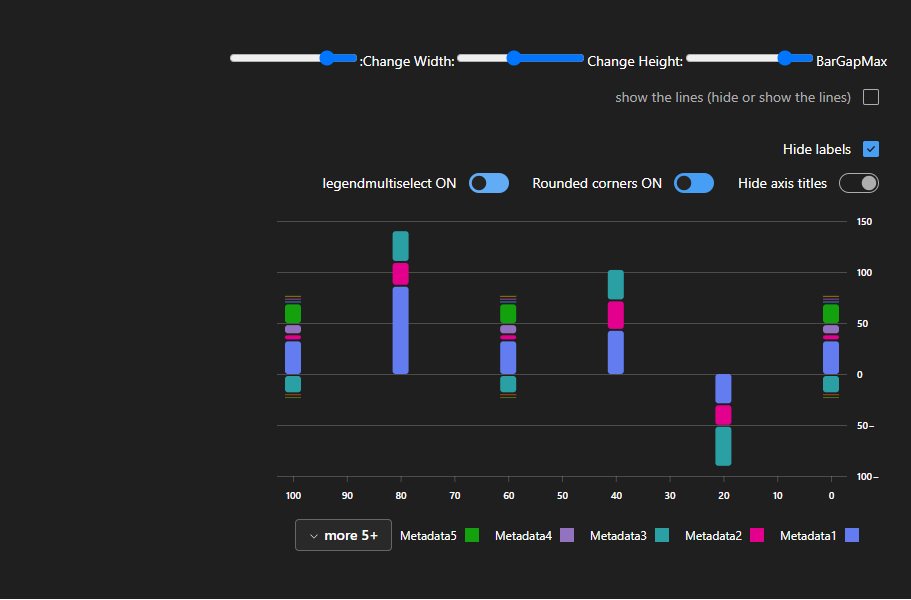 :Change Width: Change Height: BarGapMax
show the lines (hide or show the lines)
Hide labels
legendmultiselect ON Rounded corners ON Hide axis titles
150
100
50
0
50−
100−
100 90 80 70 60 50 40 30 20 10 0
more 5+ Metadata5 Metadata4 Metadata3 Metadata2 Metadata1